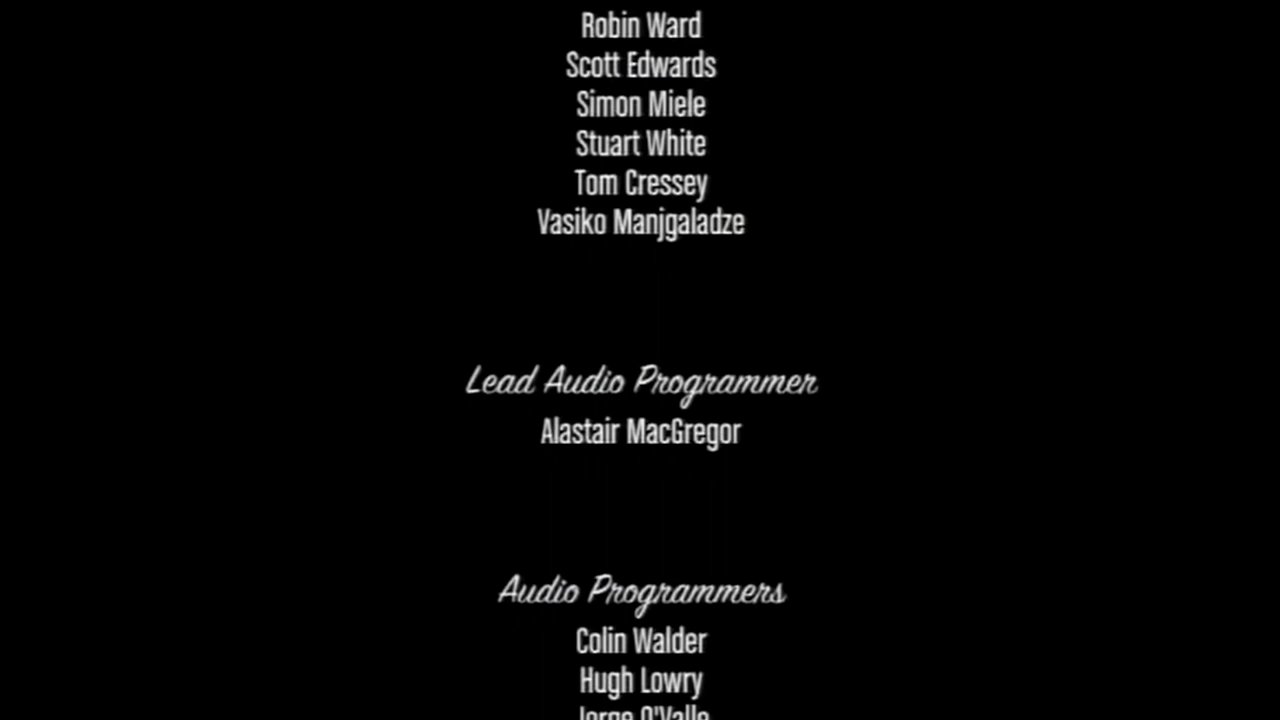 Robin Ward
Scott Edwards
Simon Miele
Stuart White
Tom Cressey
Vasiko Manjgaladze
Lead Audio Programmer
Alastair MacGregor
Audio Programmers
Colin Walder
Hugh Lowry